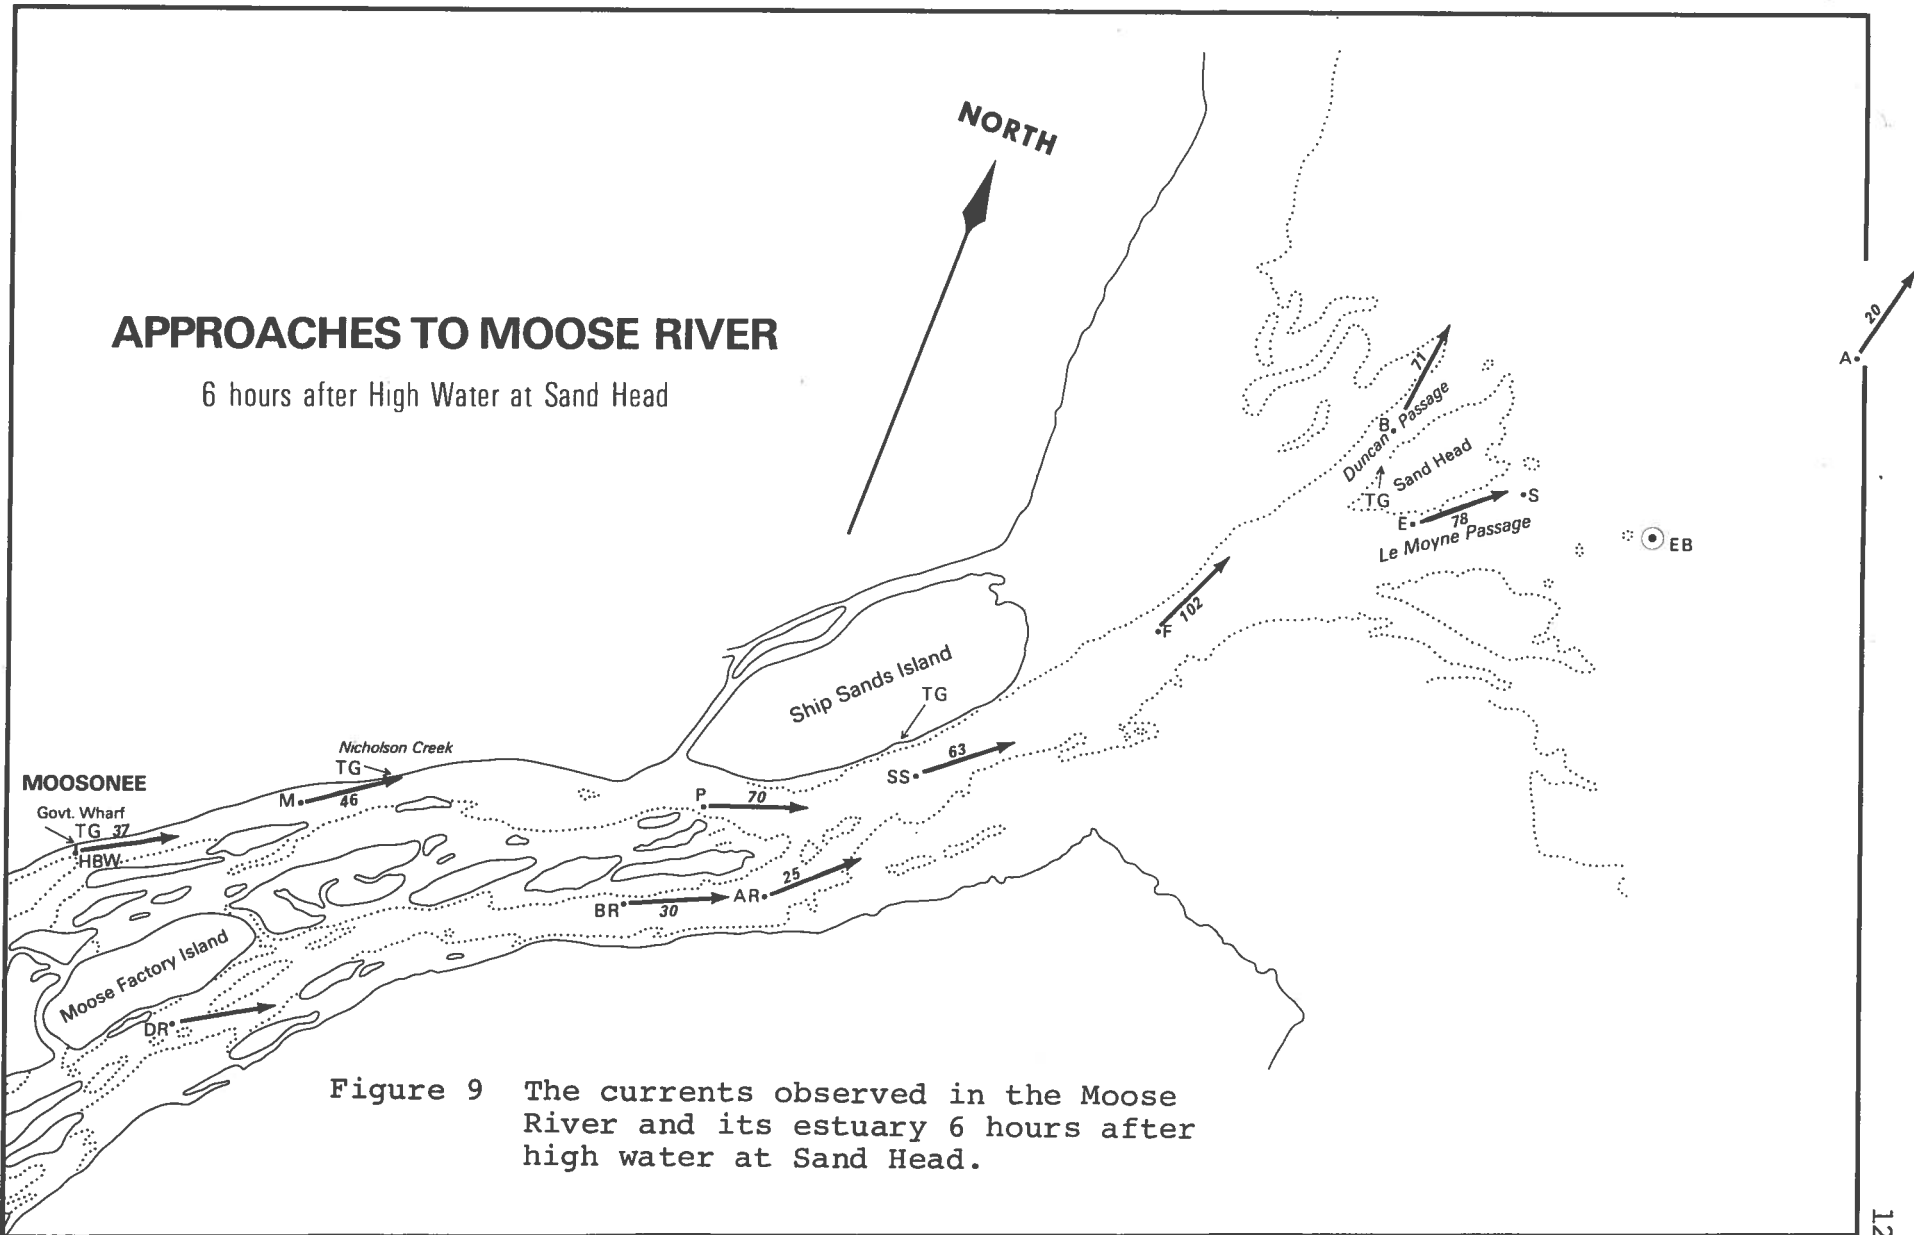 NORTH
APPROACHES TO MOOSE RIVER
6 hours after High Water at Sand Head
20
A
71
B
Duncan Passage
Sand Head
TG
S
E
78
Le Moyne Passage
EB
102
F
Ship Sands Island
TG
63
SS
Nicholson Creek
TG
M
46
P
70
MOOSONEE
Govt. Wharf
TG 37
HBW
25
AR
BR
30
Moose Factory Island
DR
Figure 9 The currents observed in the Moose
River and its estuary 6 hours after
high water at Sand Head.
12